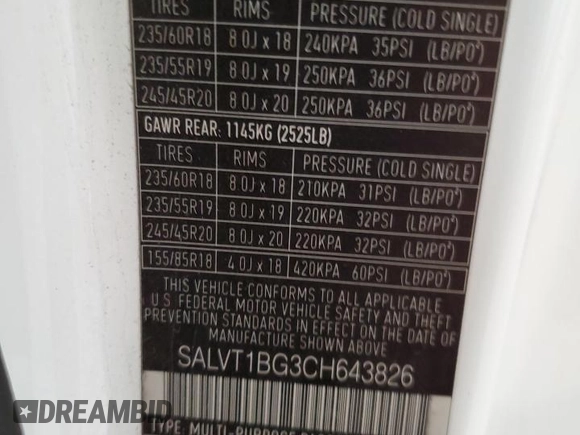 TIRES RIMS PRESSURE (COLD SINGLE)
235/60R18 8.0J x 18 240KPA 35PSI (LB/PO²)
235/55R19 8.0J x 19 250KPA 36PSI (LB/PO²)
245/45R20 8.0J x 20 250KPA 36PSI (LB/PO²)
GAWR REAR: 1145KG (2525LB)
TIRES RIMS PRESSURE (COLD SINGLE)
235/60R18 8.0J x 18 210KPA 31PSI (LB/PO²)
235/55R19 8.0J x 19 220KPA 32PSI (LB/PO²)
245/45R20 8.0J x 20 220KPA 32PSI (LB/PO²)
155/85R18 4.0J x 18 420KPA 60PSI (LB/PO²)
THIS VEHICLE CONFORMS TO ALL APPLICABLE
U.S. FEDERAL MOTOR VEHICLE SAFETY AND THEFT
PREVENTION STANDARDS IN EFFECT ON THE DATE OF
MANUFACTURE SHOWN ABOVE
SALVT1BG3CH643826
TYPE: MULTI-PURPOSE
DREAMBID